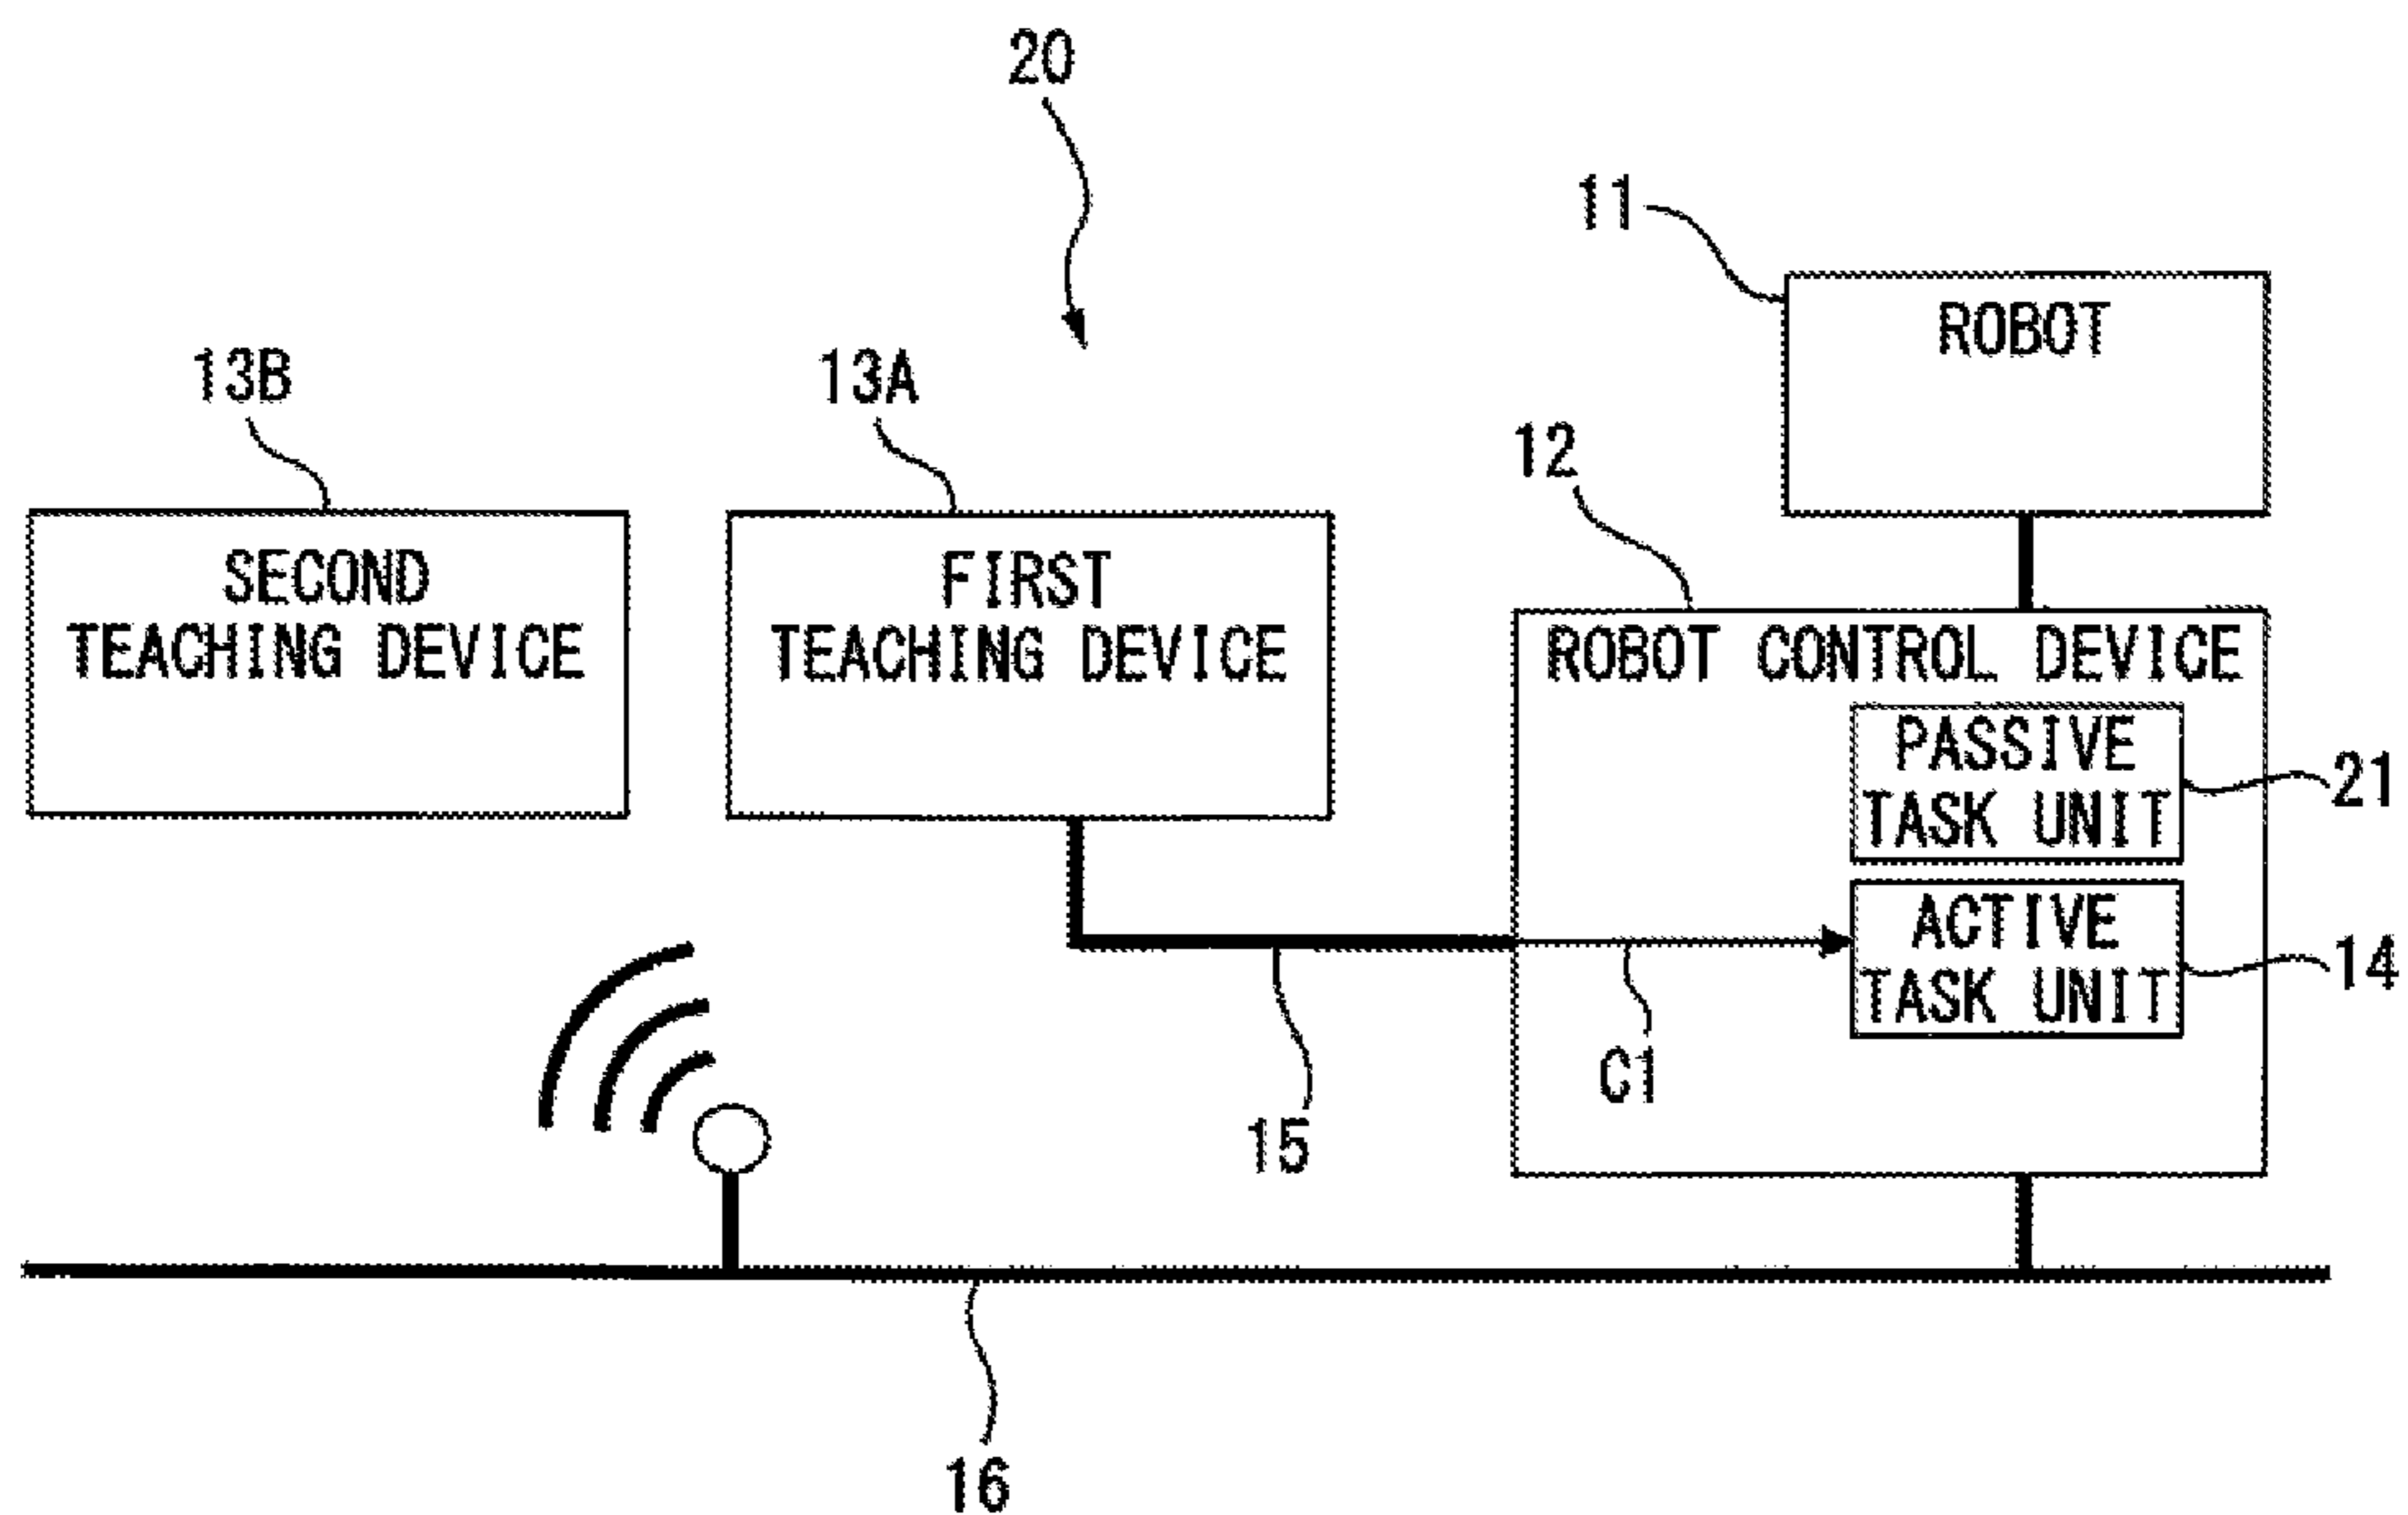 20
11
ROBOT
13B
13A
12
SECOND
TEACHING DEVICE
FIRST
TEACHING DEVICE
ROBOT CONTROL DEVICE
PASSIVE
TASK UNIT
21
ACTIVE
TASK UNIT
14
C1
15
16